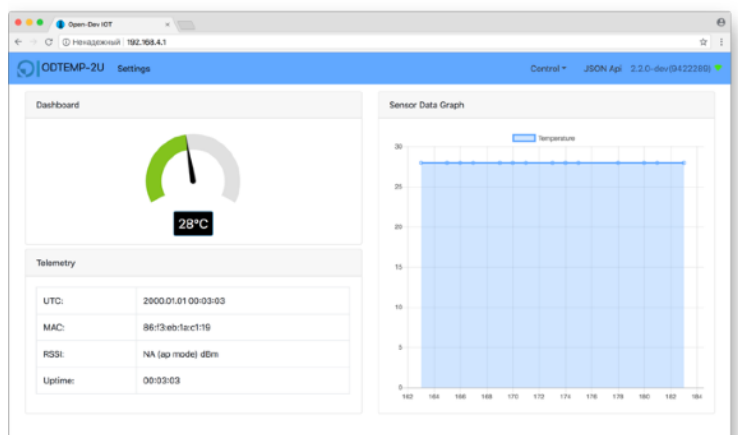 Open-Dev IOT
Ненадежный 192.168.4.1
ODTEMP-2U Settings Control JSON Api 2.2.0-dev(9422289)
Dashboard
28°C
Telemetry
UTC: 2000.01.01 00:03:03
MAC: 86:f3:eb:1a:c1:19
RSSI: NA (ap mode) dBm
Uptime: 00:03:03
Sensor Data Graph
Temperature
30
25
20
15
10
5
0
162 164 166 168 170 172 174 176 178 180 182 184